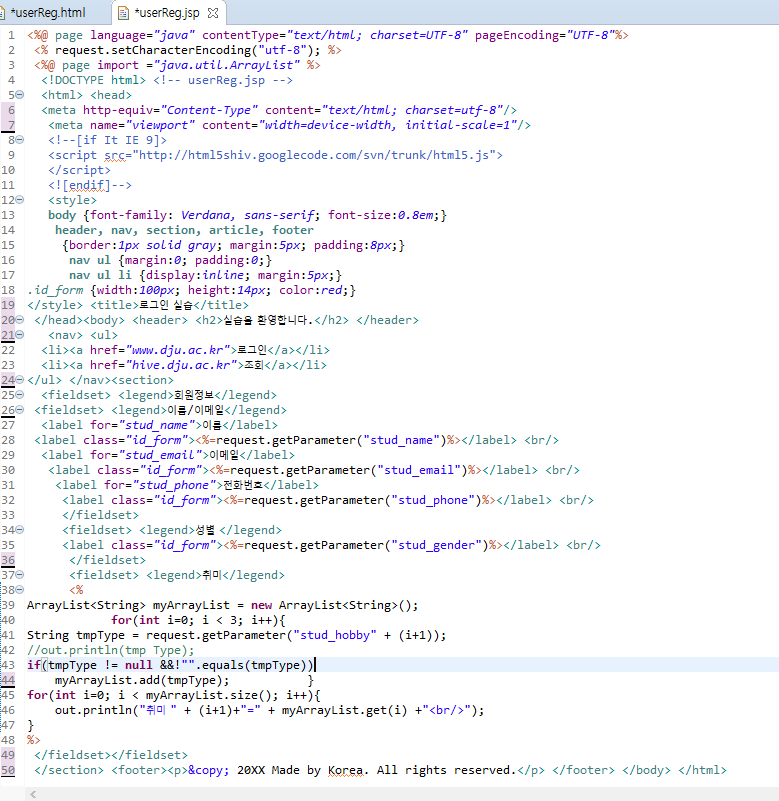 *userReg.html *userReg.jsp
1 <%@ page language="java" contentType="text/html; charset=UTF-8" pageEncoding="UTF-8"%>
2 <% request.setCharacterEncoding("utf-8"); %>
3 <%@ page import ="java.util.ArrayList" %>
4 <!DOCTYPE html> <!-- userReg.jsp -->
5 <html> <head>
6 <meta http-equiv="Content-Type" content="text/html; charset=utf-8"/>
7 <meta name="viewport" content="width=device-width, initial-scale=1"/>
8 <!--[if It IE 9]>
9 <script src="http://html5shiv.googlecode.com/svn/trunk/html5.js">
10 </script>
11 <![endif]-->
12 <style>
13 body {font-family: Verdana, sans-serif; font-size:0.8em;}
14 header, nav, section, article, footer
15 {border:1px solid gray; margin:5px; padding:8px;}
16 nav ul {margin:0; padding:0;}
17 nav ul li {display:inline; margin:5px;}
18 .id_form {width:100px; height:14px; color:red;}
19 </style> <title>로그인 실습</title>
20 </head><body> <header> <h2>실습을 환영합니다.</h2> </header>
21 <nav> <ul>
22 <li><a href="www.dju.ac.kr">로그인</a></li>
23 <li><a href="hive.dju.ac.kr">조회</a></li>
24 </ul> </nav><section>
25 <fieldset> <legend>회원정보</legend>
26 <fieldset> <legend>이름/이메일</legend>
27 <label for="stud_name">이름</label>
28 <label class="id_form"><%=request.getParameter("stud_name")%></label> <br/>
29 <label for="stud_email">이메일</label>
30 <label class="id_form"><%=request.getParameter("stud_email")%></label> <br/>
31 <label for="stud_phone">전화번호</label>
32 <label class="id_form"><%=request.getParameter("stud_phone")%></label> <br/>
33 </fieldset>
34 <fieldset> <legend>성별 </legend>
35 <label class="id_form"><%=request.getParameter("stud_gender")%></label> <br/>
36 </fieldset>
37 <fieldset> <legend>취미</legend>
38 <%
39 ArrayList<String> myArrayList = new ArrayList<String>();
40 for(int i=0; i < 3; i++){
41 String tmpType = request.getParameter("stud_hobby" + (i+1));
42 //out.println(tmp Type);
43 if(tmpType != null &&!"".equals(tmpType))
44 myArrayList.add(tmpType); }
45 for(int i=0; i < myArrayList.size(); i++){
46 out.println("취미 " + (i+1)+"=" + myArrayList.get(i) +"<br/>");
47 }
48 %>
49 </fieldset></fieldset>
50 </section> <footer><p>&copy; 20XX Made by Korea. All rights reserved.</p> </footer> </body> </html>